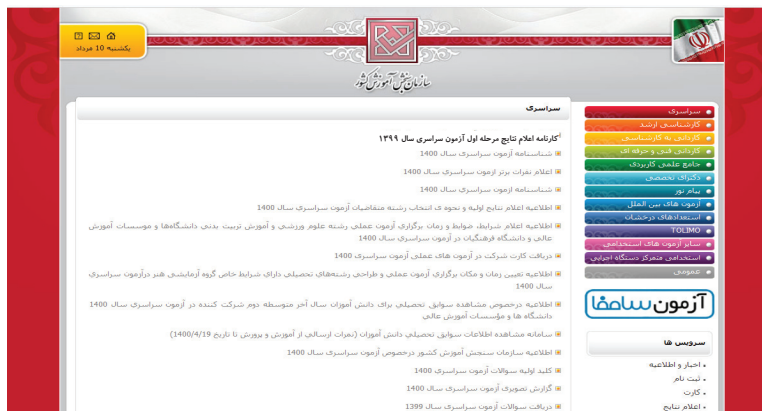 یکشنبه 10 مرداد
سازمان سنجش آموزش کشور
سراسری
کارشناسی ارشد
کاردانی به کارشناسی
کاردانی فنی و حرفه ای
جامع علمی کاربردی
دکترای تخصصی
پیام نور
آزمون های بین الملل
استعدادهای درخشان
TOLIMO
سایر آزمون های استخدامی
استخدامی متمرکز دستگاه اجرایی
عمومی
آزمون سامفا
سرویس ها
اخبار و اطلاعیه
ثبت نام
کارت
اعلام نتایج
سراسری
کارنامه اعلام نتایج مرحله اول آزمون سراسری سال ۱۳۹۹
شناسنامه آزمون سراسری سال 1400
اعلام نفرات برتر آزمون سراسری سال 1400
شناسنامه آزمون سراسری سال 1400
اطلاعیه اعلام نتایج اولیه و نحوه ی انتخاب رشته متقاضیان آزمون سراسری سال 1400
اطلاعیه اعلام شرایط، ضوابط و زمان برگزاری آزمون عملی رشته علوم ورزشی و آموزش تربیت بدنی دانشگاهها و موسسات آموزش
عالی و دانشگاه فرهنگیان در آزمون سراسری سال 1400
دریافت کارت شرکت در آزمون های عملی آزمون سراسری 1400
اطلاعیه تعیین زمان و مکان برگزاری آزمون عملی و طراحی رشته‌های تحصیلی دارای شرایط خاص گروه آزمایشی هنر درآزمون سراسری
سال 1400
اطلاعیه درخصوص مشاهده سوابق تحصیلی برای دانش آموزان سال آخر متوسطه دوم شرکت کننده در آزمون سراسری سال 1400
دانشگاه ها و مؤسسات آموزش عالی
سامانه مشاهده اطلاعات سوابق تحصیلی دانش آموزان (نمرات ارسالی از آموزش و پرورش تا تاریخ 1400/4/19)
اطلاعیه سازمان سنجش آموزش کشور درخصوص آزمون سراسری سال 1400
کلید اولیه سوالات آزمون سراسری 1400
گزارش تصویری آزمون سراسری سال 1400
دریافت سوالات آزمون سراسری سال 1399